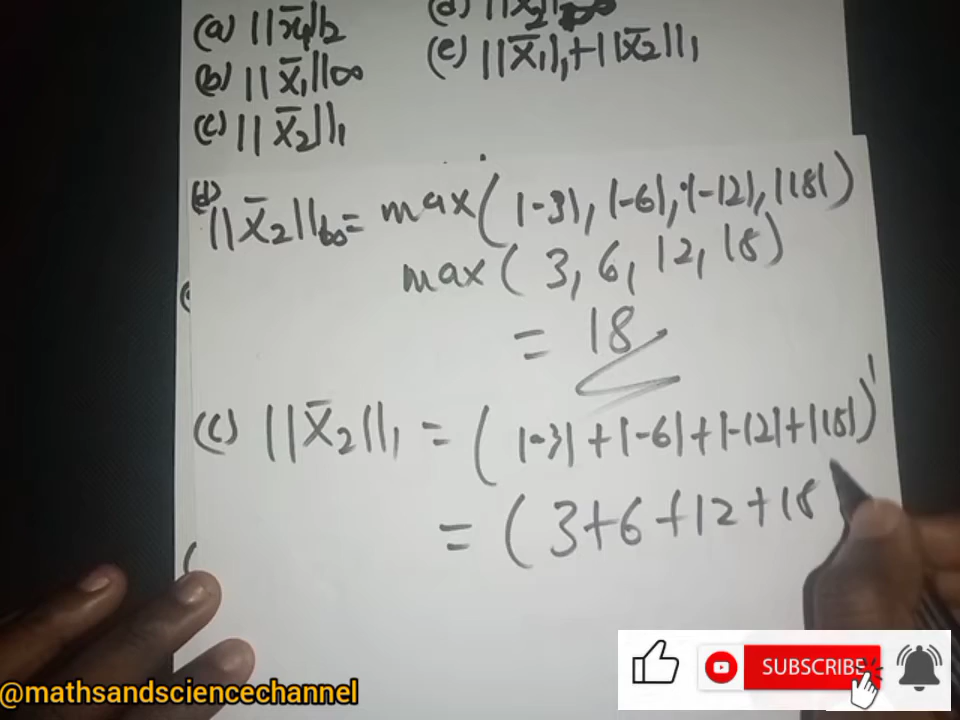 (a) ||x̄₁||₂
(d) ||x̄₂||∞
(b) ||x̄₁||∞
(e) ||x̄₁||₁+||x̄₂||₁
(c) ||x̄₂||₁
(d) ||x̄₂||∞ = max(|-3|, |-6|, |-12|, |18|)
max(3, 6, 12, 18)
= 18
(c) ||x̄₂||₁ = (|-3|+|-6|+|-12|+|18|)¹
= (3+6+12+18
SUBSCRIBE
@mathsandsciencechannel